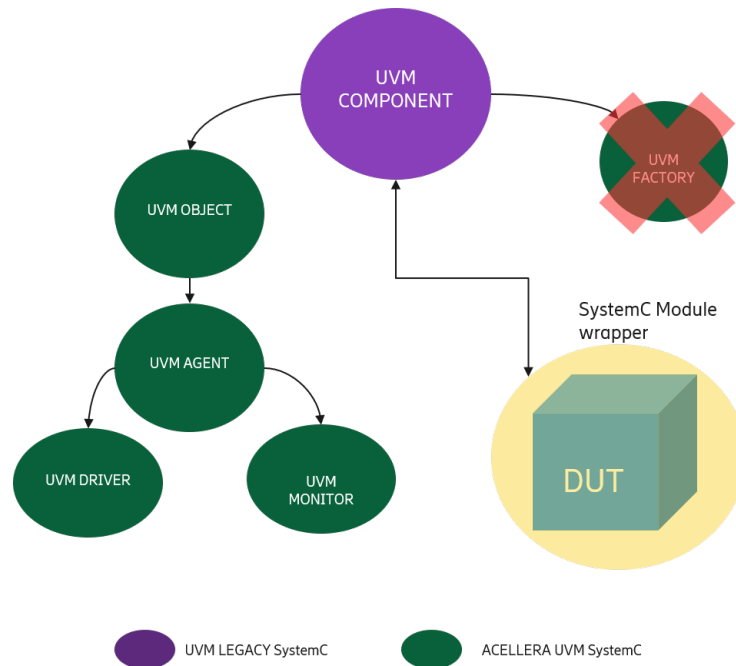 UVM
COMPONENT
UVM
FACTORY
UVM OBJECT
SystemC Module
wrapper
UVM AGENT
DUT
UVM DRIVER
UVM
MONITOR
UVM LEGACY SystemC
ACELLERA UVM SystemC